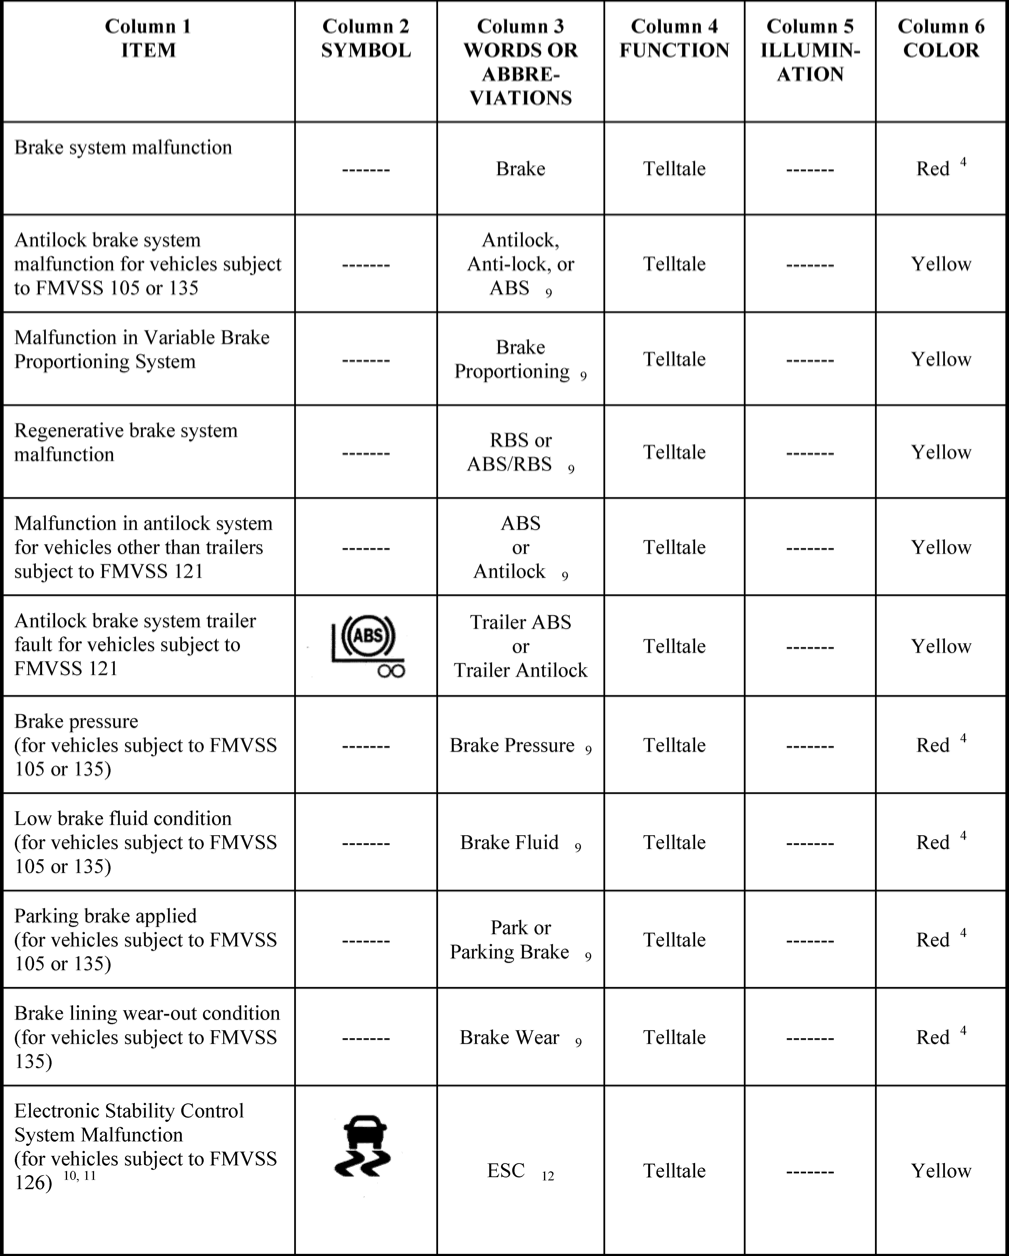 Column 1
ITEM
Column 2
SYMBOL
Column 3
WORDS OR
ABBRE-
VIATIONS
Column 4
FUNCTION
Column 5
ILLUMIN-
ATION
Column 6
COLOR
Brake system malfunction
-------
Brake
Telltale
-------
Red 4
Antilock brake system
malfunction for vehicles subject
to FMVSS 105 or 135
-------
Antilock,
Anti-lock, or
ABS 9
Telltale
-------
Yellow
Malfunction in Variable Brake
Proportioning System
-------
Brake
Proportioning 9
Telltale
-------
Yellow
Regenerative brake system
malfunction
-------
RBS or
ABS/RBS 9
Telltale
-------
Yellow
Malfunction in antilock system
for vehicles other than trailers
subject to FMVSS 121
-------
ABS
or
Antilock 9
Telltale
-------
Yellow
Antilock brake system trailer
fault for vehicles subject to
FMVSS 121
ABS
Trailer ABS
or
Trailer Antilock
Telltale
-------
Yellow
Brake pressure
(for vehicles subject to FMVSS
105 or 135)
-------
Brake Pressure 9
Telltale
-------
Red 4
Low brake fluid condition
(for vehicles subject to FMVSS
105 or 135)
-------
Brake Fluid 9
Telltale
-------
Red 4
Parking brake applied
(for vehicles subject to FMVSS
105 or 135)
-------
Park or
Parking Brake 9
Telltale
-------
Red 4
Brake lining wear-out condition
(for vehicles subject to FMVSS
135)
-------
Brake Wear 9
Telltale
-------
Red 4
Electronic Stability Control
System Malfunction
(for vehicles subject to FMVSS
126) 10, 11
ESC 12
Telltale
-------
Yellow